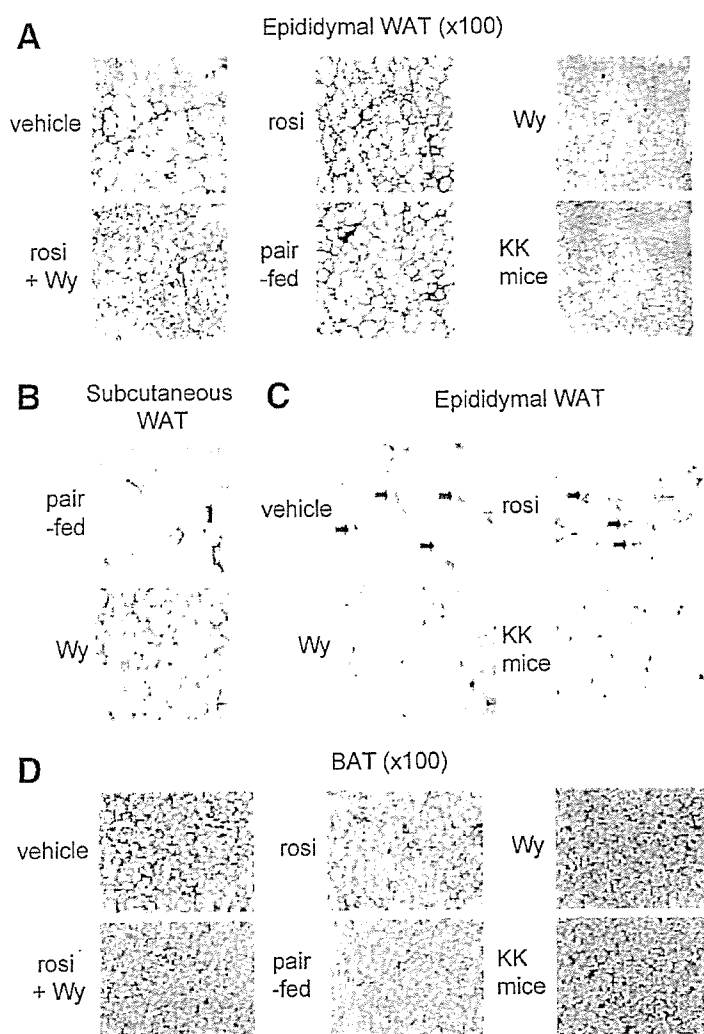 A
Epididymal WAT (x100)
vehicle
rosi
Wy
rosi
+ Wy
pair
-fed
KK
mice
B
Subcutaneous
WAT
pair
-fed
Wy
C
Epididymal WAT
vehicle
rosi
Wy
KK
mice
D
BAT (x100)
vehicle
rosi
Wy
rosi
+ Wy
pair
-fed
KK
mice